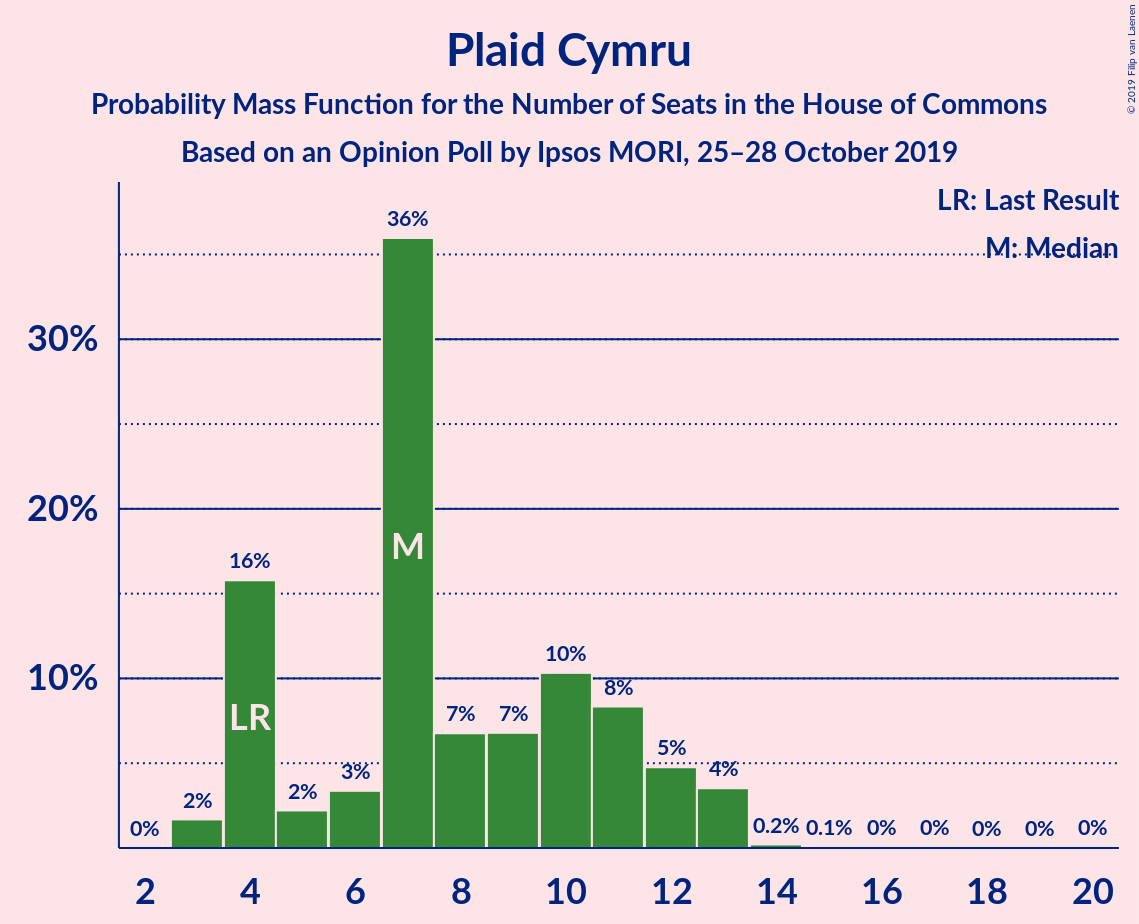 Plaid Cymru
Probability Mass Function for the Number of Seats in the House of Commons
Based on an Opinion Poll by Ipsos MORI, 25–28 October 2019
© 2019 Filip van Laenen
LR: Last Result
M: Median
30%
20%
10%
0%
2%
16%
2%
3%
36%
7%
7%
10%
8%
5%
4%
0.2%
0.1%
0%
0%
0%
0%
0%
LR
M
2 4 6 8 10 12 14 16 18 20